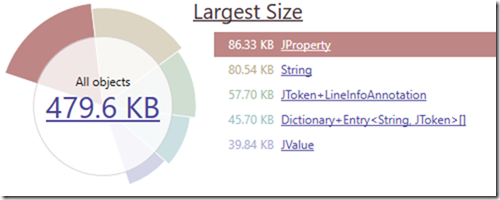 Largest Size
All objects
479.6 KB
86.33 KB JProperty
80.54 KB String
57.70 KB JToken+LineInfoAnnotation
45.70 KB Dictionary+Entry<String, JToken>[]
39.84 KB JValue